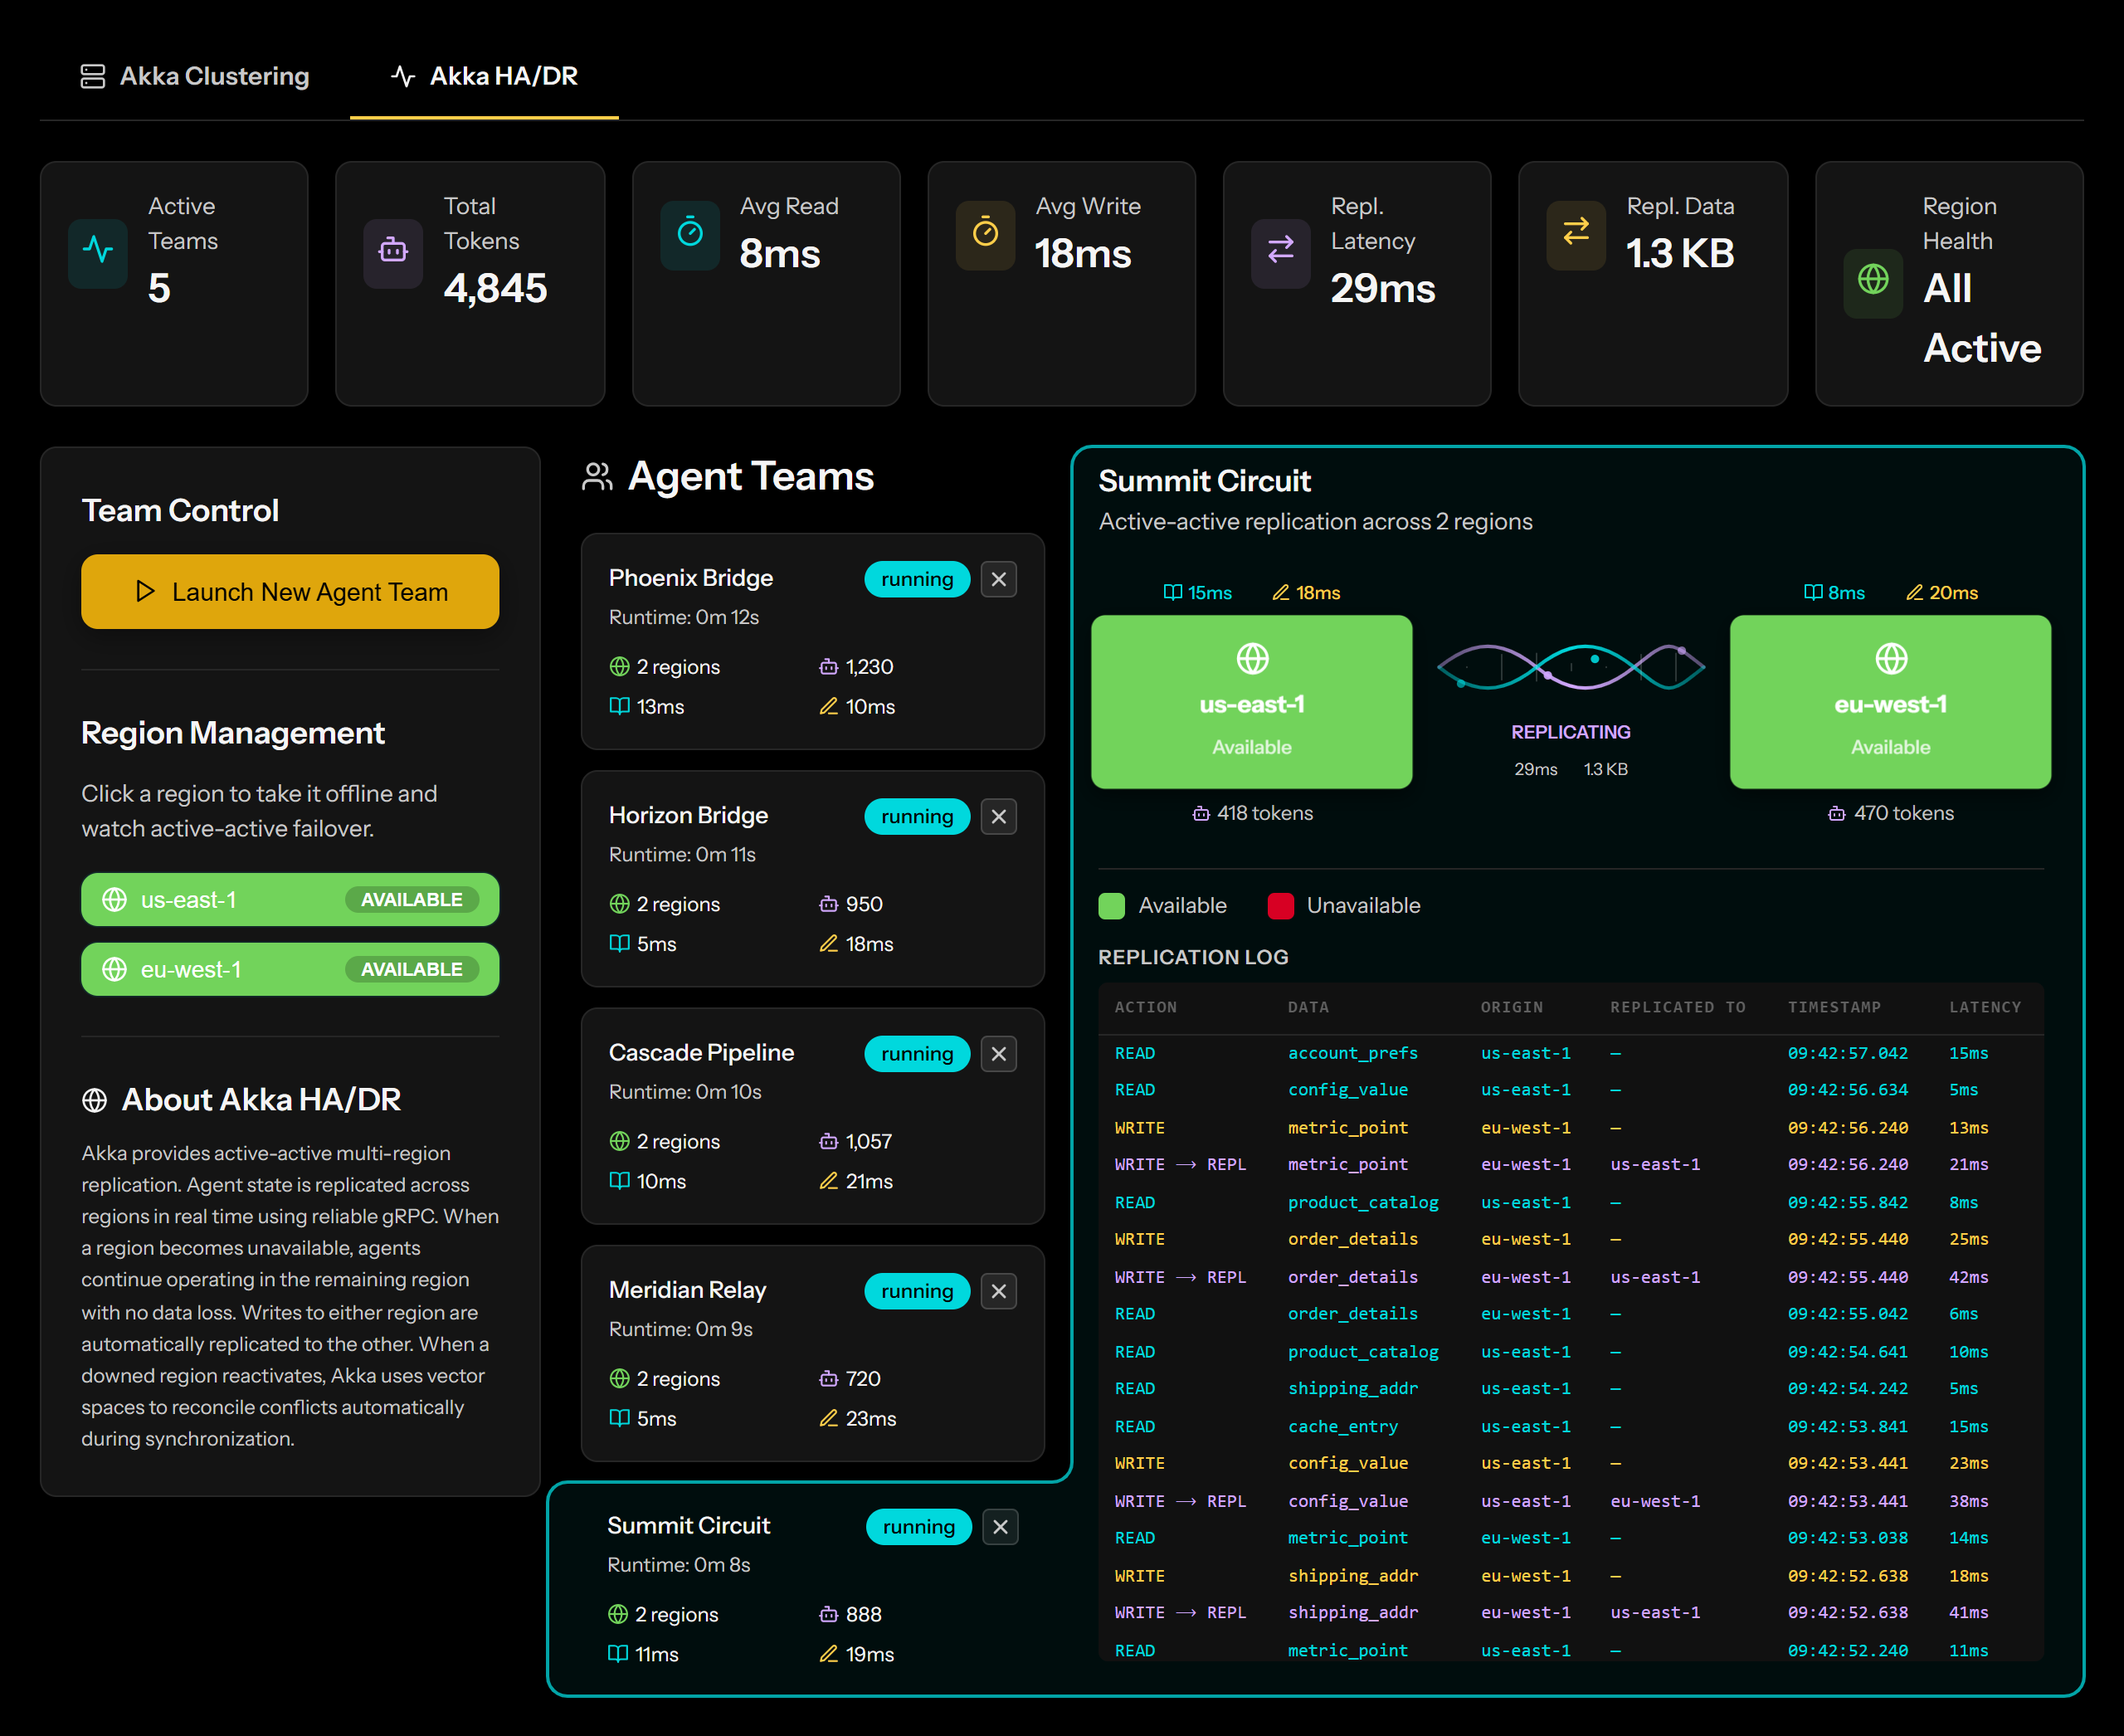 Akka Clustering
Akka HA/DR
Active
Teams
5
Total
Tokens
4,845
Avg Read
8ms
Avg Write
18ms
Repl.
Latency
29ms
Repl. Data
1.3 KB
Region
Health
All
Active
Team Control
Launch New Agent Team
Region Management
Click a region to take it offline and
watch active-active failover.
us-east-1 AVAILABLE
eu-west-1 AVAILABLE
About Akka HA/DR
Akka provides active-active multi-region
replication. Agent state is replicated across
regions in real time using reliable gRPC. When
a region becomes unavailable, agents
continue operating in the remaining region
with no data loss. Writes to either region are
automatically replicated to the other. When a
downed region reactivates, Akka uses vector
spaces to reconcile conflicts automatically
during synchronization.
Agent Teams
Phoenix Bridge running
Runtime: 0m 12s
2 regions 1,230
13ms 10ms
Horizon Bridge running
Runtime: 0m 11s
2 regions 950
5ms 18ms
Cascade Pipeline running
Runtime: 0m 10s
2 regions 1,057
10ms 21ms
Meridian Relay running
Runtime: 0m 9s
2 regions 720
5ms 23ms
Summit Circuit running
Runtime: 0m 8s
2 regions 888
11ms 19ms
Summit Circuit
Active-active replication across 2 regions
15ms 18ms
us-east-1
Available
418 tokens
REPLICATING
29ms 1.3 KB
8ms 20ms
eu-west-1
Available
470 tokens
Available Unavailable
REPLICATION LOG
ACTION DATA ORIGIN REPLICATED TO TIMESTAMP LATENCY
READ account_prefs us-east-1 — 09:42:57.042 15ms
READ config_value us-east-1 — 09:42:56.634 5ms
WRITE metric_point eu-west-1 — 09:42:56.240 13ms
WRITE ⟶ REPL metric_point eu-west-1 us-east-1 09:42:56.240 21ms
READ product_catalog us-east-1 — 09:42:55.842 8ms
WRITE order_details eu-west-1 — 09:42:55.440 25ms
WRITE ⟶ REPL order_details eu-west-1 us-east-1 09:42:55.440 42ms
READ order_details eu-west-1 — 09:42:55.042 6ms
READ product_catalog us-east-1 — 09:42:54.641 10ms
READ shipping_addr us-east-1 — 09:42:54.242 5ms
READ cache_entry us-east-1 — 09:42:53.841 15ms
WRITE config_value us-east-1 — 09:42:53.441 23ms
WRITE ⟶ REPL config_value us-east-1 eu-west-1 09:42:53.441 38ms
READ metric_point eu-west-1 — 09:42:53.038 14ms
WRITE shipping_addr eu-west-1 — 09:42:52.638 18ms
WRITE ⟶ REPL shipping_addr eu-west-1 us-east-1 09:42:52.638 41ms
READ metric_point us-east-1 — 09:42:52.240 11ms